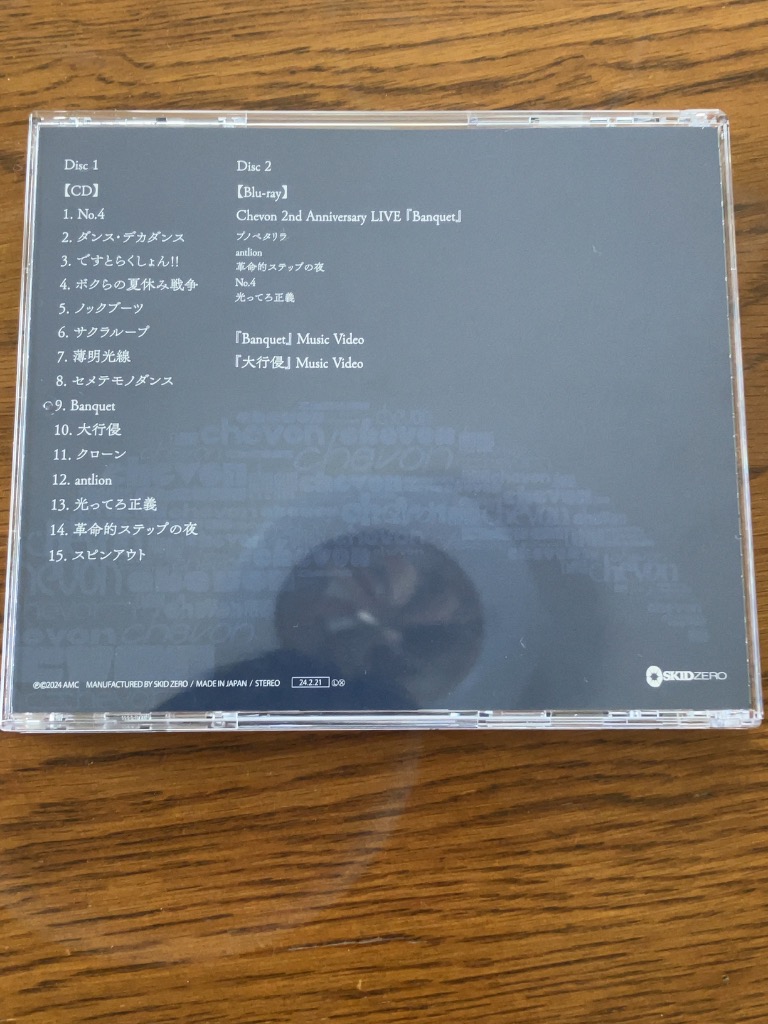 Disc 1
【CD】
1. No.4
2. ダンス・デカダンス
3. ですとらくしょん!!
4. ボクらの夏休み戦争
5. ノックブーツ
6. サクラループ
7. 薄明光線
8. セメテモノダンス
9. Banquet
10. 大行侵
11. クローン
12. antlion
13. 光ってろ正義
14. 革命的ステップの夜
15. スピンアウト
Disc 2
【Blu-ray】
Chevon 2nd Anniversary LIVE『Banquet』
プノペタリラ
antlion
革命的ステップの夜
No.4
光ってろ正義
『Banquet』Music Video
『大行侵』Music Video
chevon
chevon
chevon
chevon
chevon
℗©2024 AMC MANUFACTURED BY SKID ZERO / MADE IN JAPAN / STEREO 24.2.21 Ⓛ Ⓧ
SKIDZERO